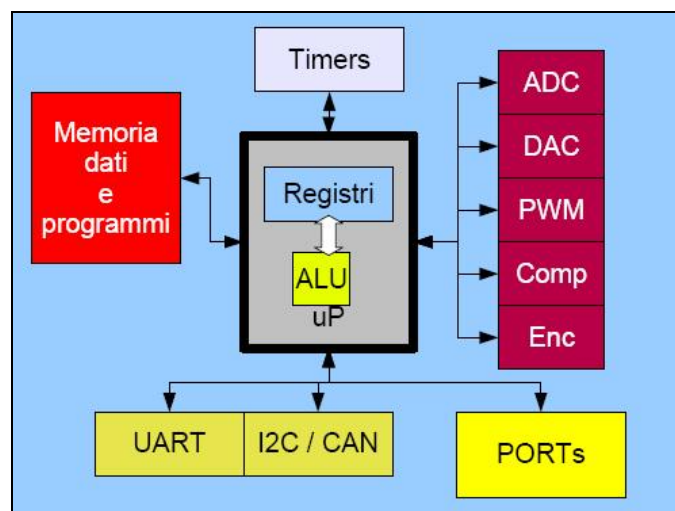 Timers
Memoria
dati
e
programmi
Registri
ALU
uP
ADC
DAC
PWM
Comp
Enc
UART
I2C / CAN
PORTs